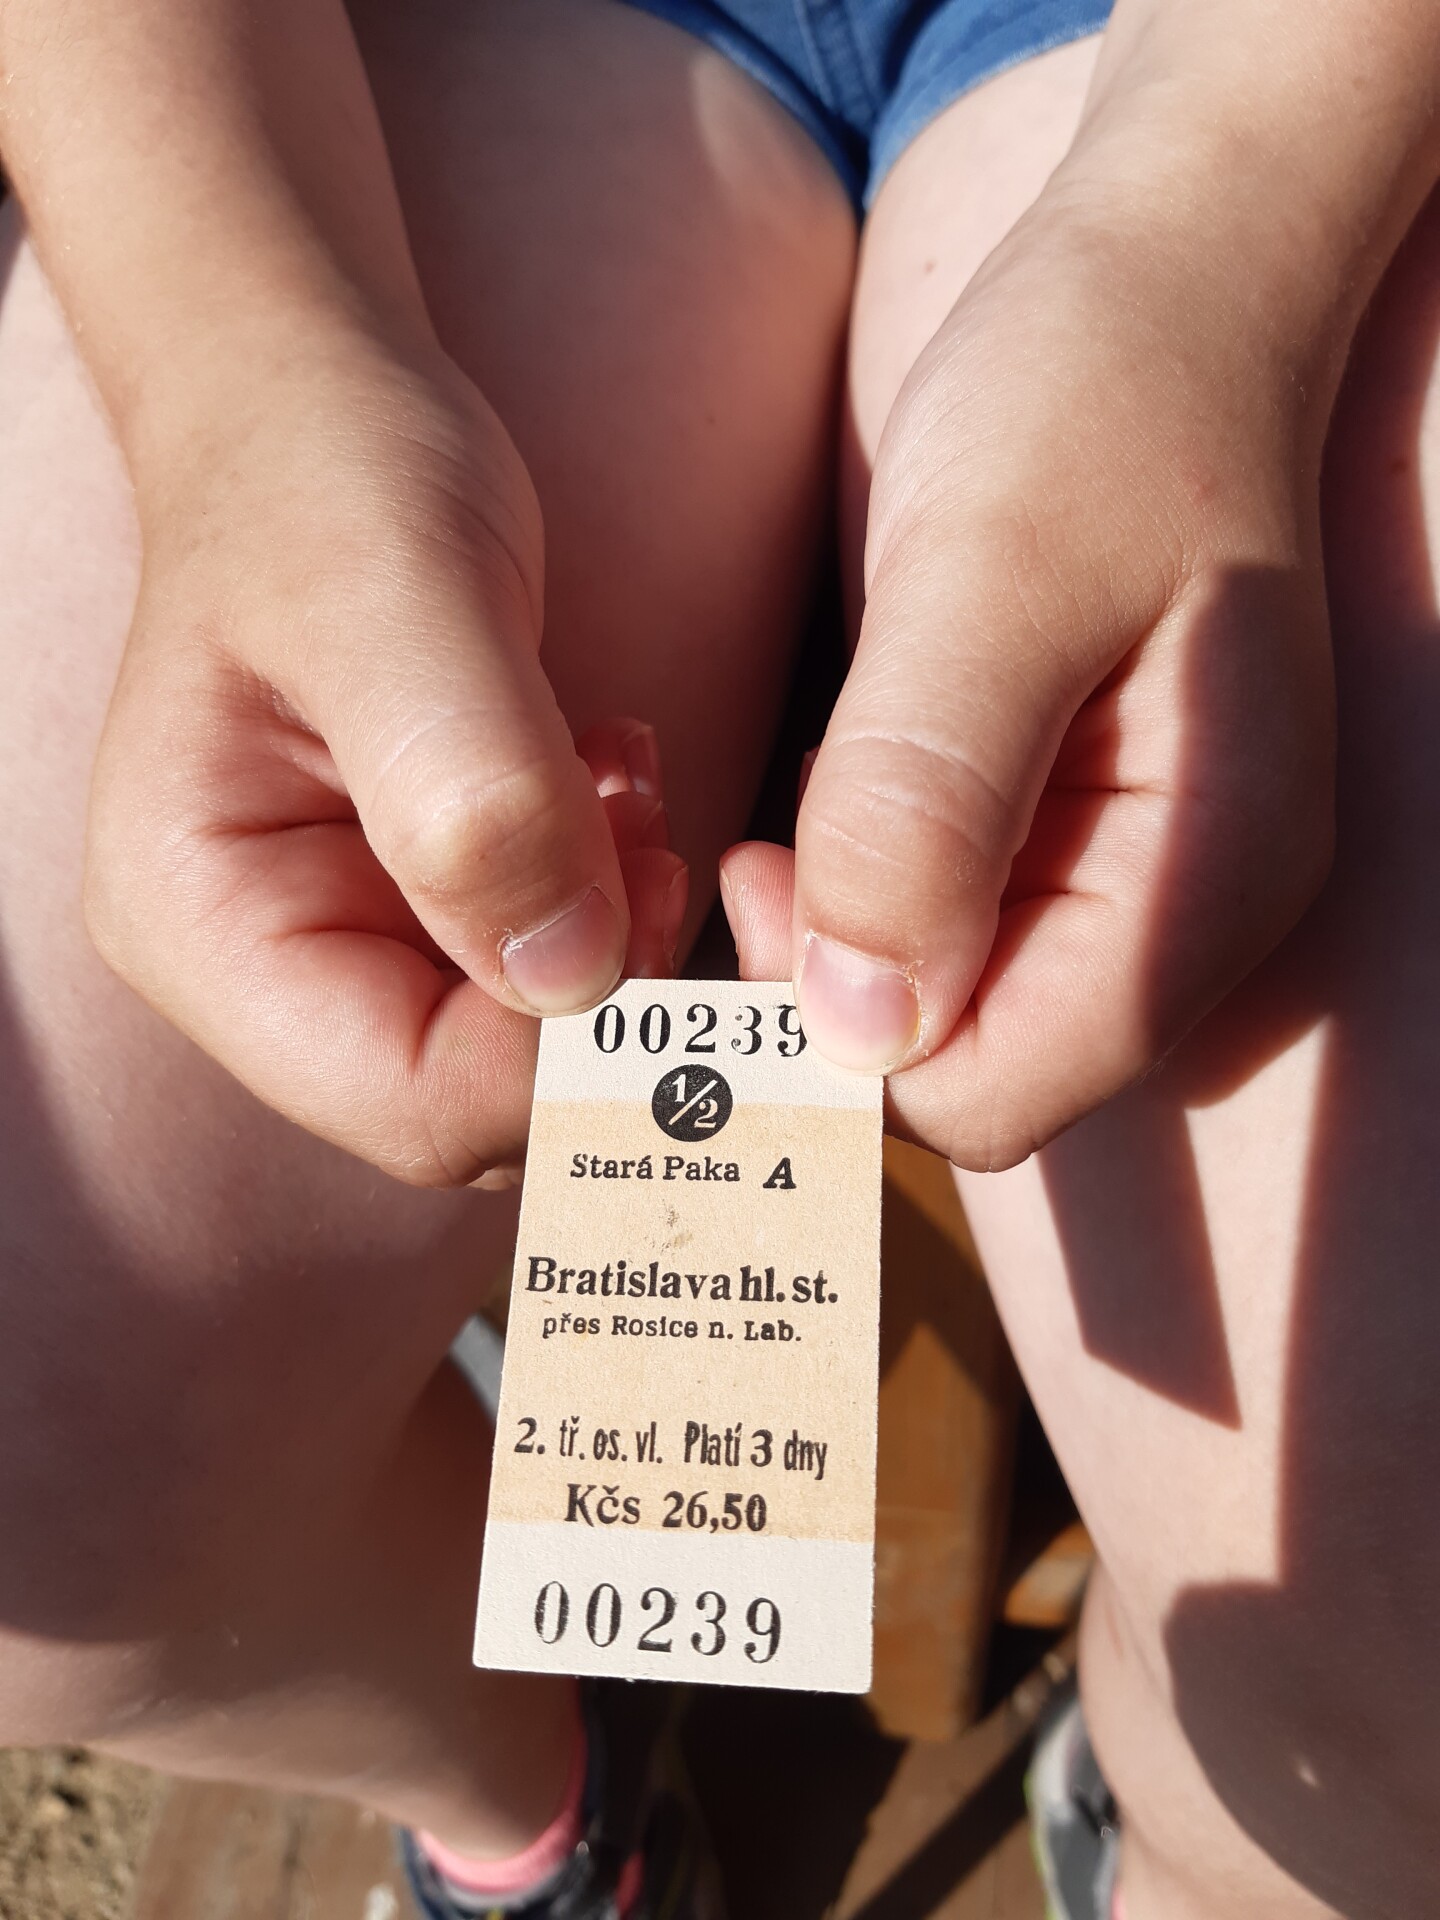 00239
1/2
Stará Paka A
Bratislava hl. st.
přes Rosice n. Lab.
2. tř. os. vl. Platí 3 dny
Kčs 26,50
00239